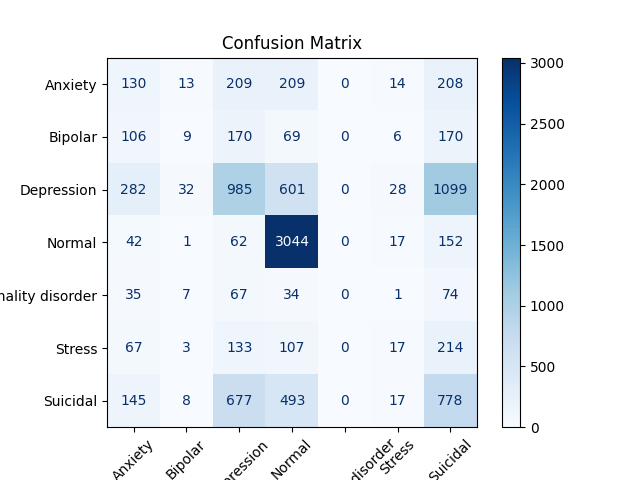 Confusion Matrix
Anxiety 130 13 209 209 0 14 208
Bipolar 106 9 170 69 0 6 170
Depression 282 32 985 601 0 28 1099
Normal 42 1 62 3044 0 17 152
nality disorder 35 7 67 34 0 1 74
Stress 67 3 133 107 0 17 214
Suicidal 145 8 677 493 0 17 778
Anxiety Bipolar ression Normal disorder Stress Suicidal
3000
2500
2000
1500
1000
500
0